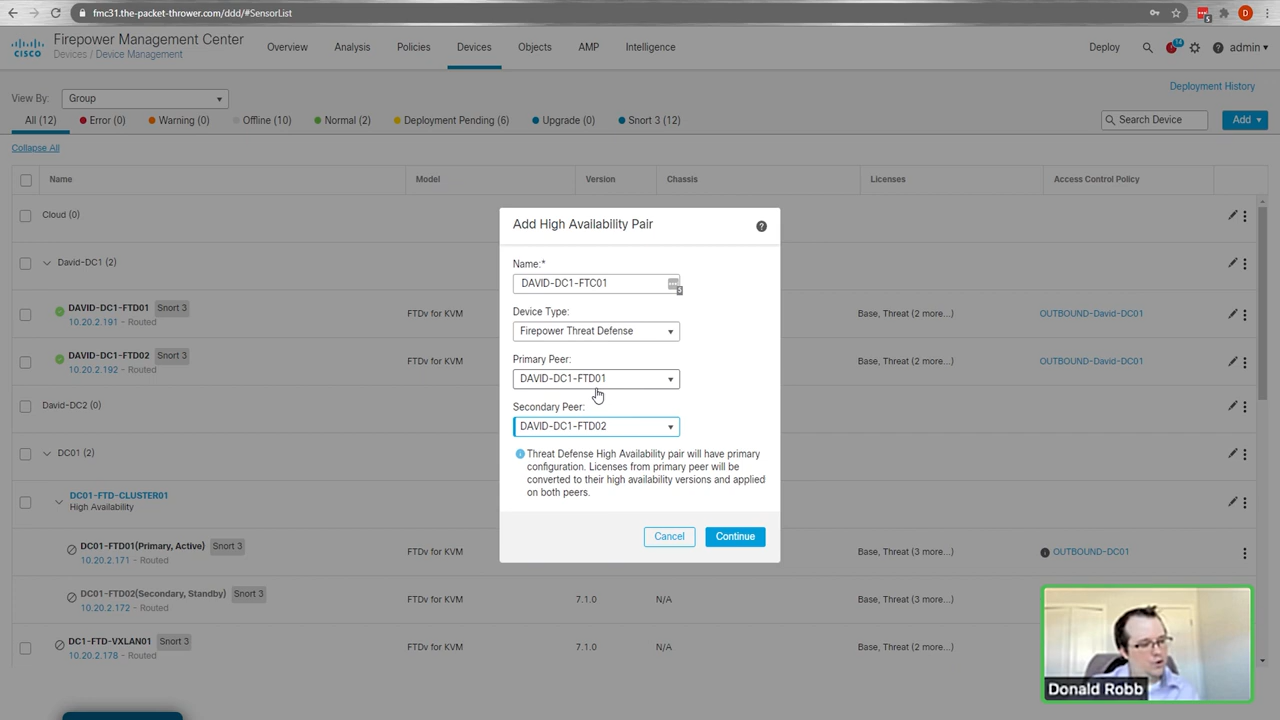 fmc31.the-packet-thrower.com/ddd/#SensorList
5
D
CISCO
Firepower Management Center
Devices / Device Management
Overview
Analysis
Policies
Devices
Objects
AMP
Intelligence
Deploy
admin
Deployment History
View By:
Group
All (12)
Error (0)
Warning (0)
Offline (10)
Normal (2)
Deployment Pending (6)
Upgrade (0)
Snort 3 (12)
Search Device
Add
Collapse All
Name
Model
Version
Chassis
Licenses
Access Control Policy
Cloud (0)
David-DC1 (2)
DAVID-DC1-FTD01 Snort 3
10.20.2.191 - Routed
FTDv for KVM
Base, Threat (2 more...)
OUTBOUND-David-DC01
DAVID-DC1-FTD02 Snort 3
10.20.2.192 - Routed
FTDv for KVM
Base, Threat (2 more...)
OUTBOUND-David-DC01
David-DC2 (0)
DC01 (2)
DC01-FTD-CLUSTER01
High Availability
DC01-FTD01(Primary, Active) Snort 3
10.20.2.171 - Routed
FTDv for KVM
Base, Threat (3 more...)
OUTBOUND-DC01
DC01-FTD02(Secondary, Standby) Snort 3
10.20.2.172 - Routed
FTDv for KVM
7.1.0
N/A
Base, Threat (3 more...)
DC1-FTD-VXLAN01 Snort 3
10.20.2.178 - Routed
FTDv for KVM
7.1.0
N/A
Base, Threat (2 more...)
Add High Availability Pair
Name:*
DAVID-DC1-FTC01
5
Device Type:
Firepower Threat Defense
Primary Peer:
DAVID-DC1-FTD01
Secondary Peer:
DAVID-DC1-FTD02
Threat Defense High Availability pair will have primary
configuration. Licenses from primary peer will be
converted to their high availability versions and applied
on both peers.
Cancel
Continue
Donald Robb